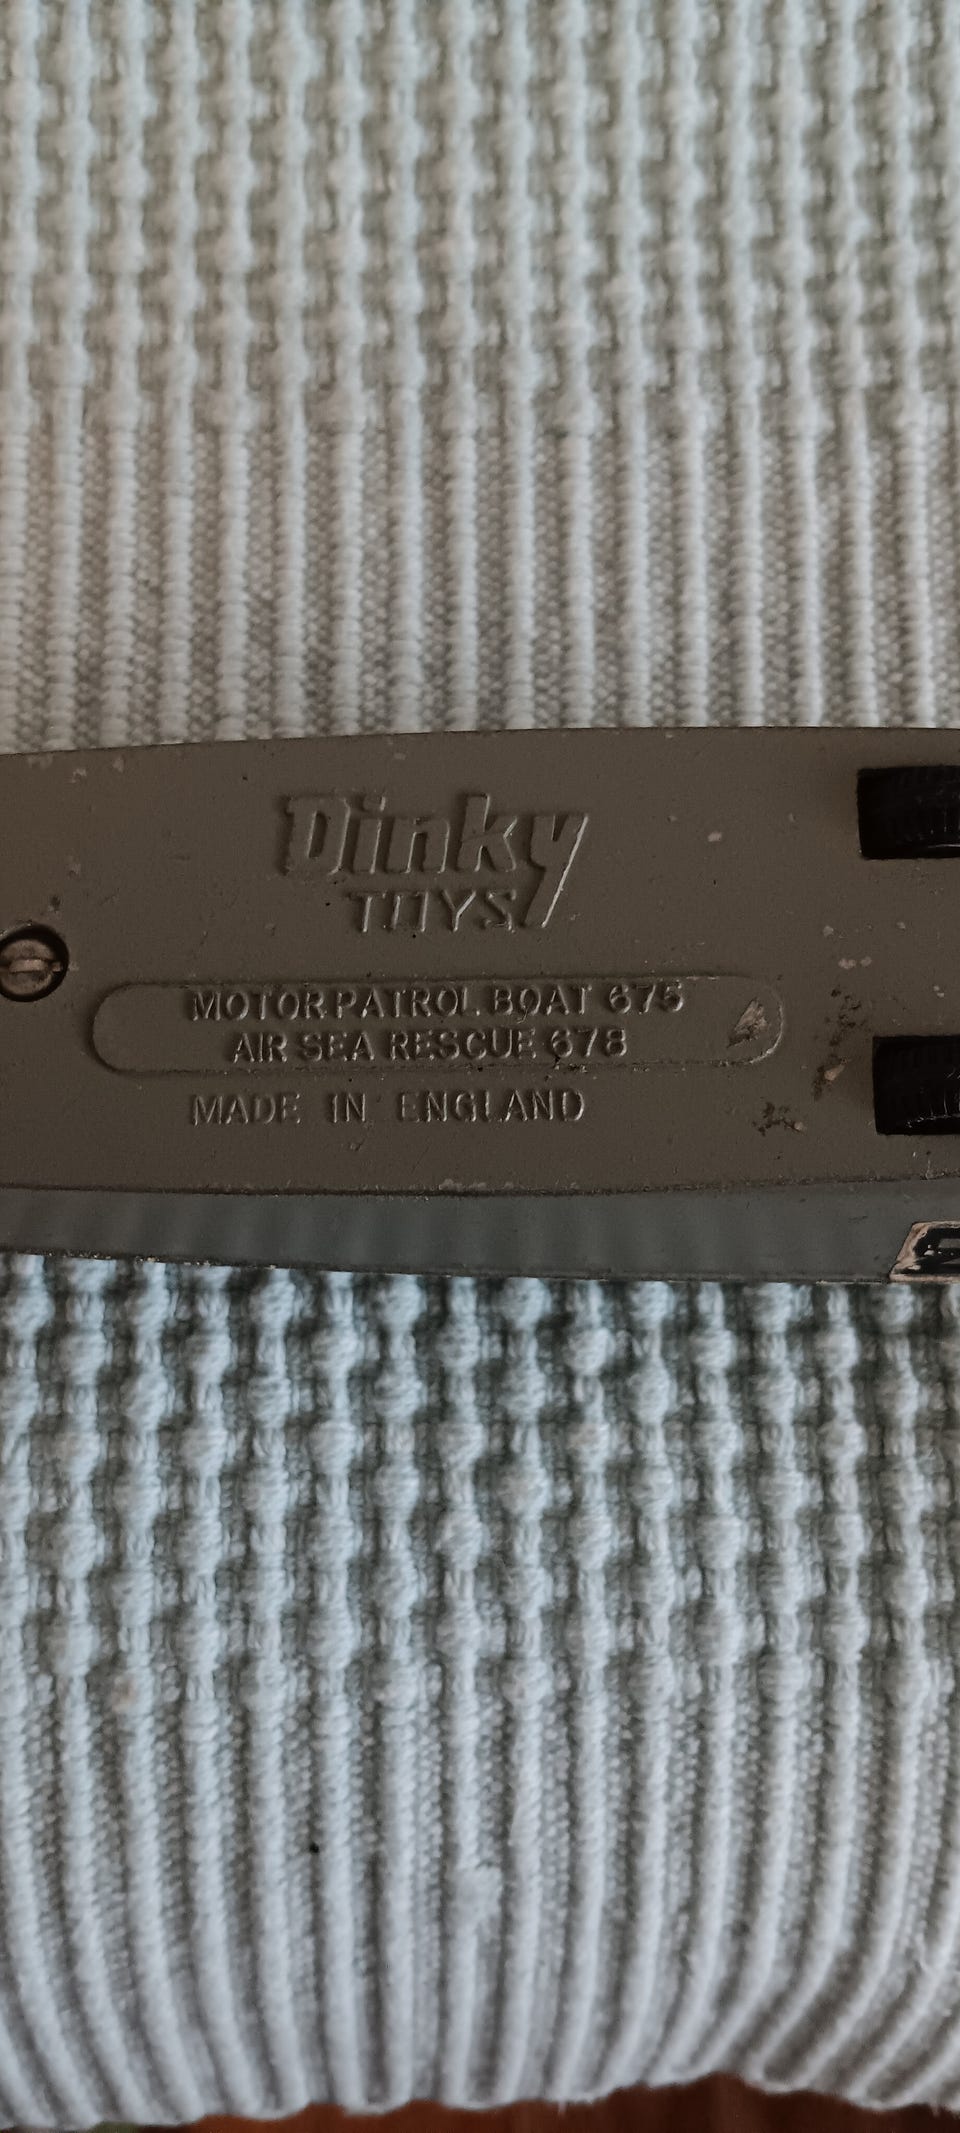 Dinky
TOYS
MOTOR PATROL BOAT 675
AIR SEA RESCUE 678
MADE IN ENGLAND